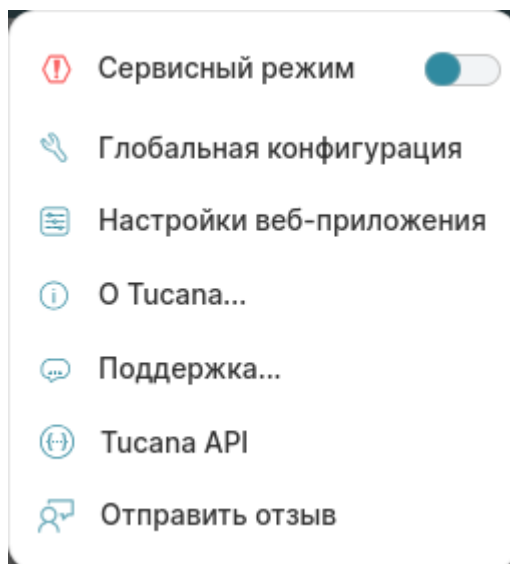 Сервисный режим
Глобальная конфигурация
Настройки веб-приложения
О Tucana...
Поддержка...
Tucana API
Отправить отзыв